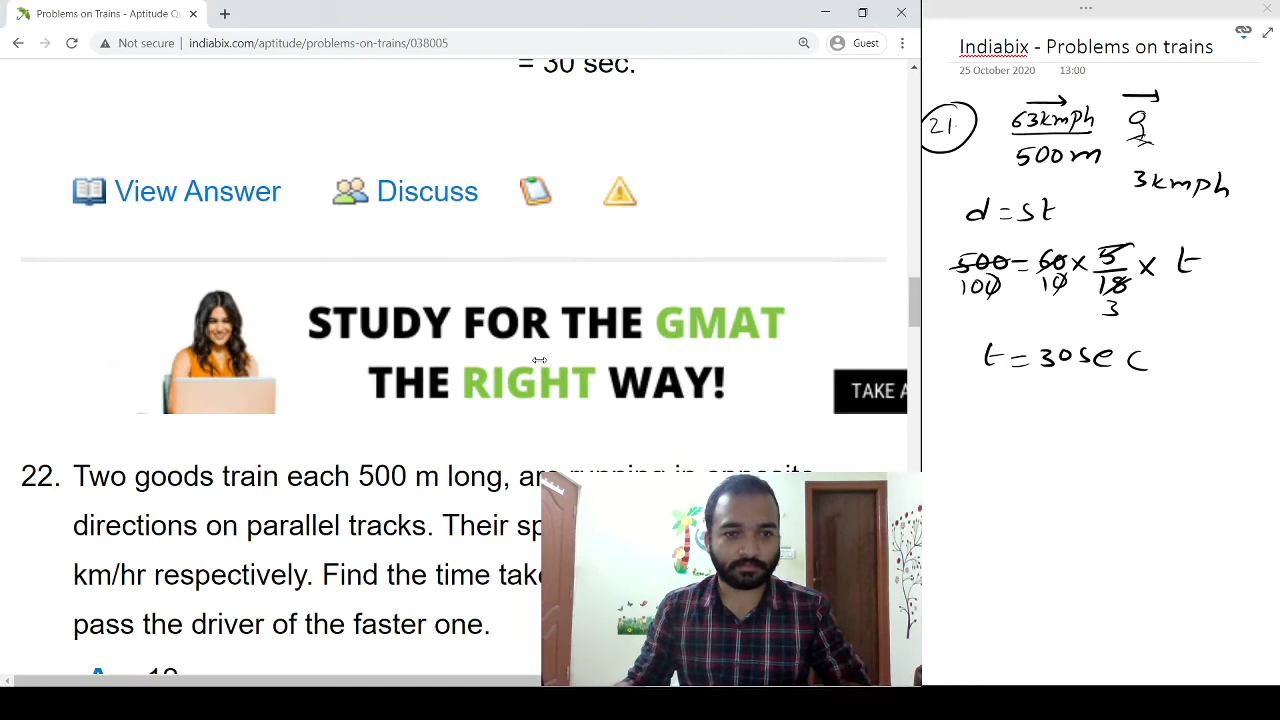 Problems on Trains - Aptitude Q
Not secure | indiabix.com/aptitude/problems-on-trains/038005
Guest
= 30 sec.
View Answer
Discuss
STUDY FOR THE GMAT
THE RIGHT WAY!
TAKE A
22. Two goods train each 500 m long, are running in opposite
directions on parallel tracks. Their sp
km/hr respectively. Find the time take
pass the driver of the faster one.
A 12
Indiabix - Problems on trains
25 October 2020 13:00
21. 63kmph
500m
3kmph
d = st
500 = 60 × 5/18 × t
100 10 3
t = 30sec